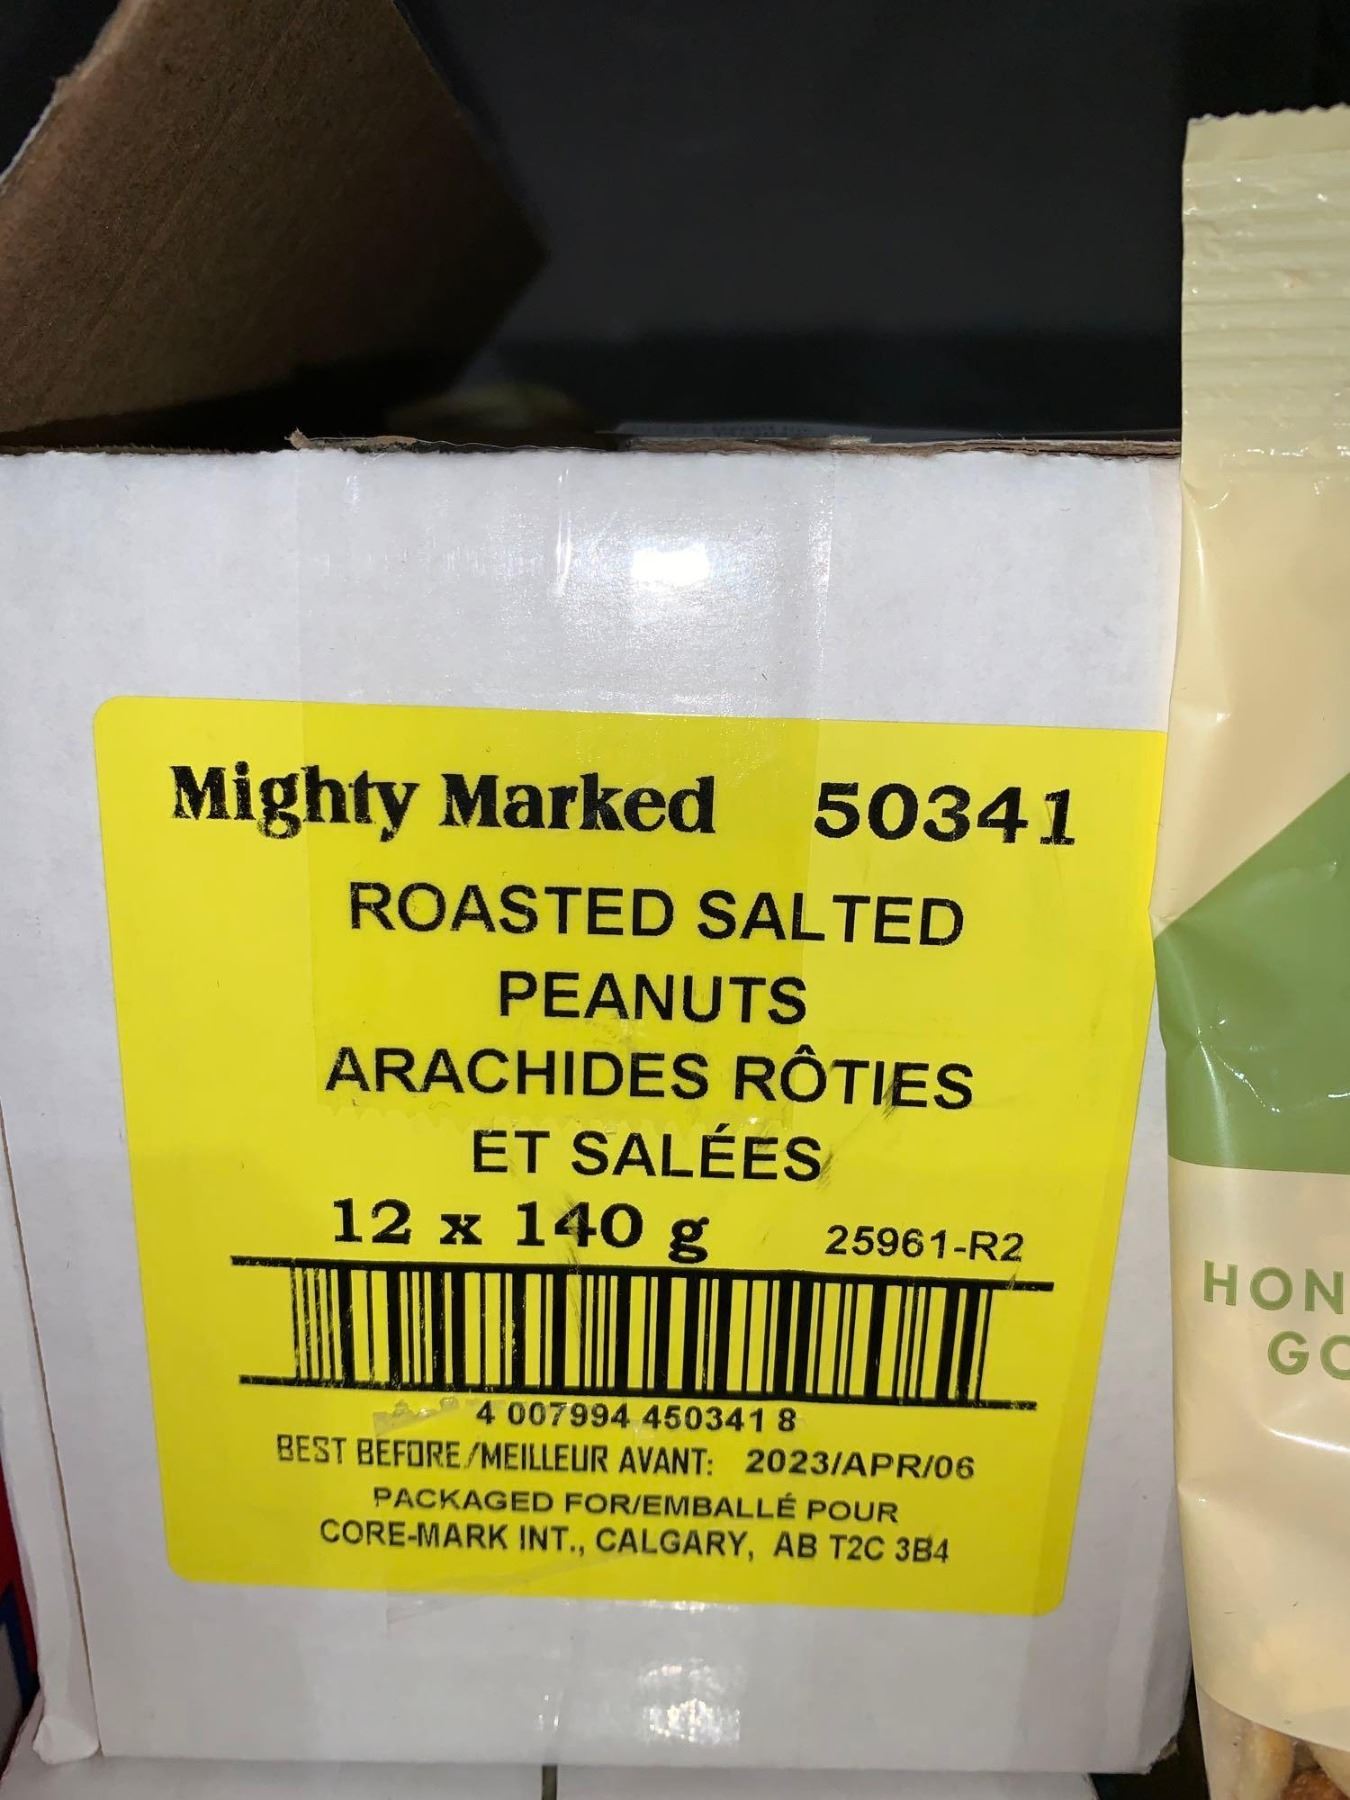 Mighty Marked 50341
ROASTED SALTED
PEANUTS
ARACHIDES RÔTIES
ET SALÉES
12 x 140 g 25961-R2
4 007994 450341 8
BEST BEFORE/MEILLEUR AVANT: 2023/APR/06
PACKAGED FOR/EMBALLÉ POUR
CORE-MARK INT., CALGARY, AB T2C 3B4
HON
GO